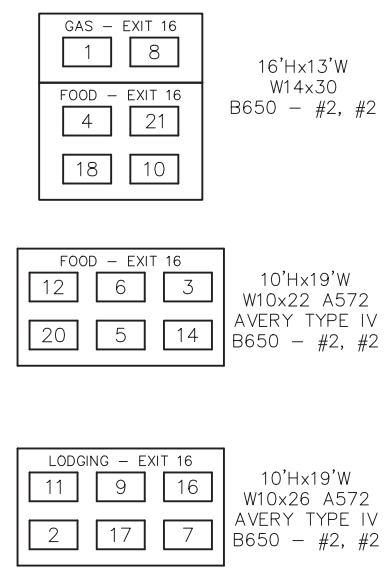 GAS – EXIT 16
1 8
FOOD – EXIT 16
4 21
18 10
16'Hx13'W
W14x30
B650 – #2, #2
FOOD – EXIT 16
12 6 3
20 5 14
10'Hx19'W
W10x22 A572
AVERY TYPE IV
B650 – #2, #2
LODGING – EXIT 16
11 9 16
2 17 7
10'Hx19'W
W10x26 A572
AVERY TYPE IV
B650 – #2, #2